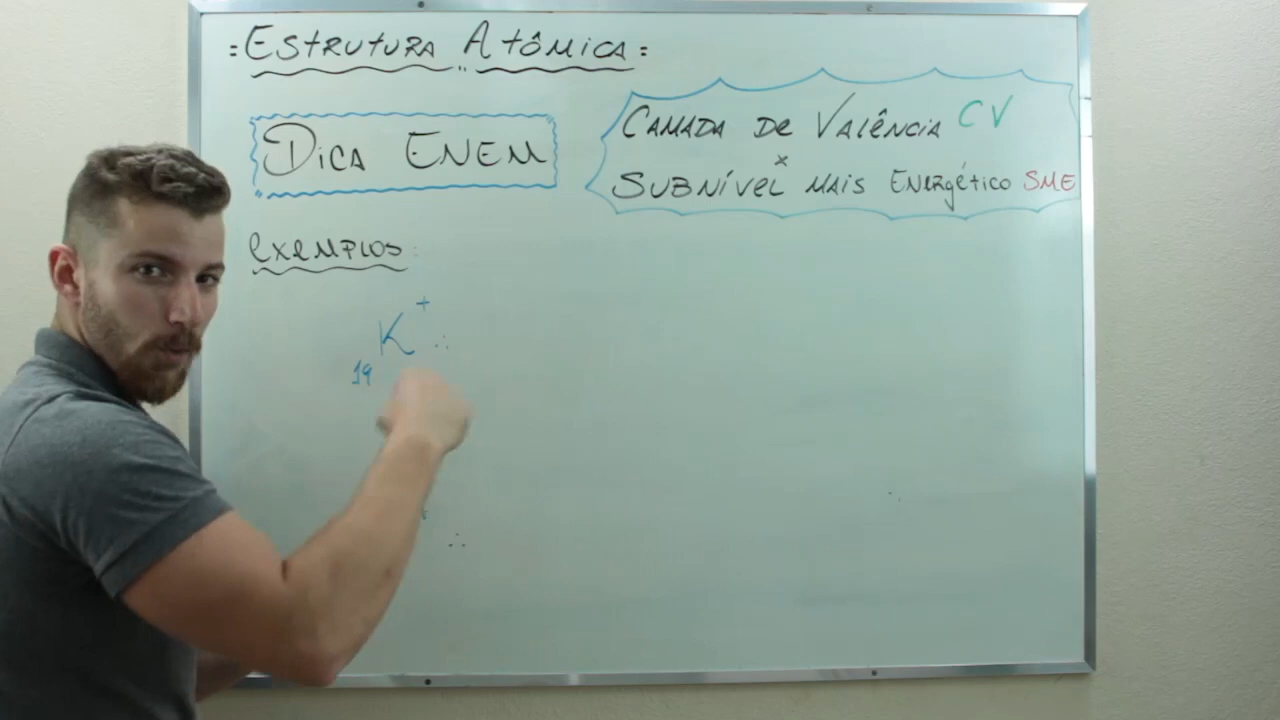 : Estrutura Atômica :
Dica ENEM
Camada de Valência CV
x
Subnível mais Energético SME
Exemplos:
19 K +